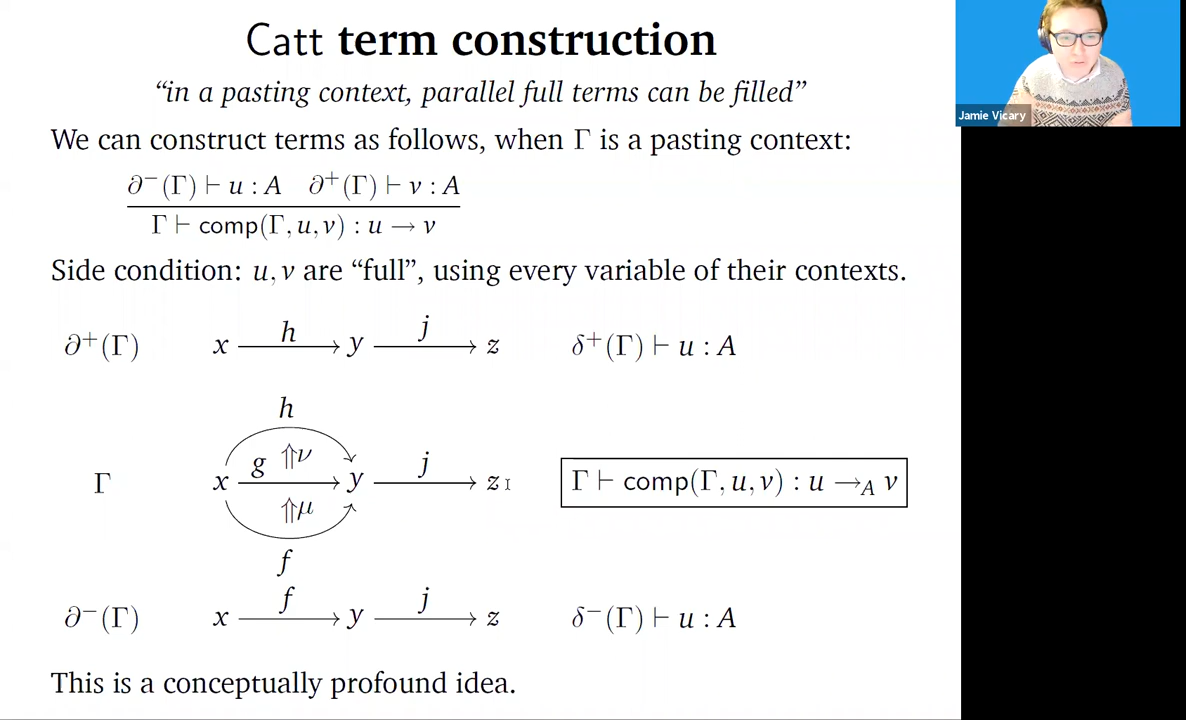 Catt term construction
“in a pasting context, parallel full terms can be filled”
We can construct terms as follows, when Γ is a pasting context:
∂⁻(Γ) ⊢ u : A ∂⁺(Γ) ⊢ v : A
Γ ⊢ comp(Γ, u, v) : u → v
Side condition: u, v are “full”, using every variable of their contexts.
∂⁺(Γ) x h y j z δ⁺(Γ) ⊢ u : A
h
Γ x g ⇑ν y j z Γ ⊢ comp(Γ, u, v) : u →_A v
⇑μ
f
∂⁻(Γ) x f y j z δ⁻(Γ) ⊢ u : A
This is a conceptually profound idea.
Jamie Vicary